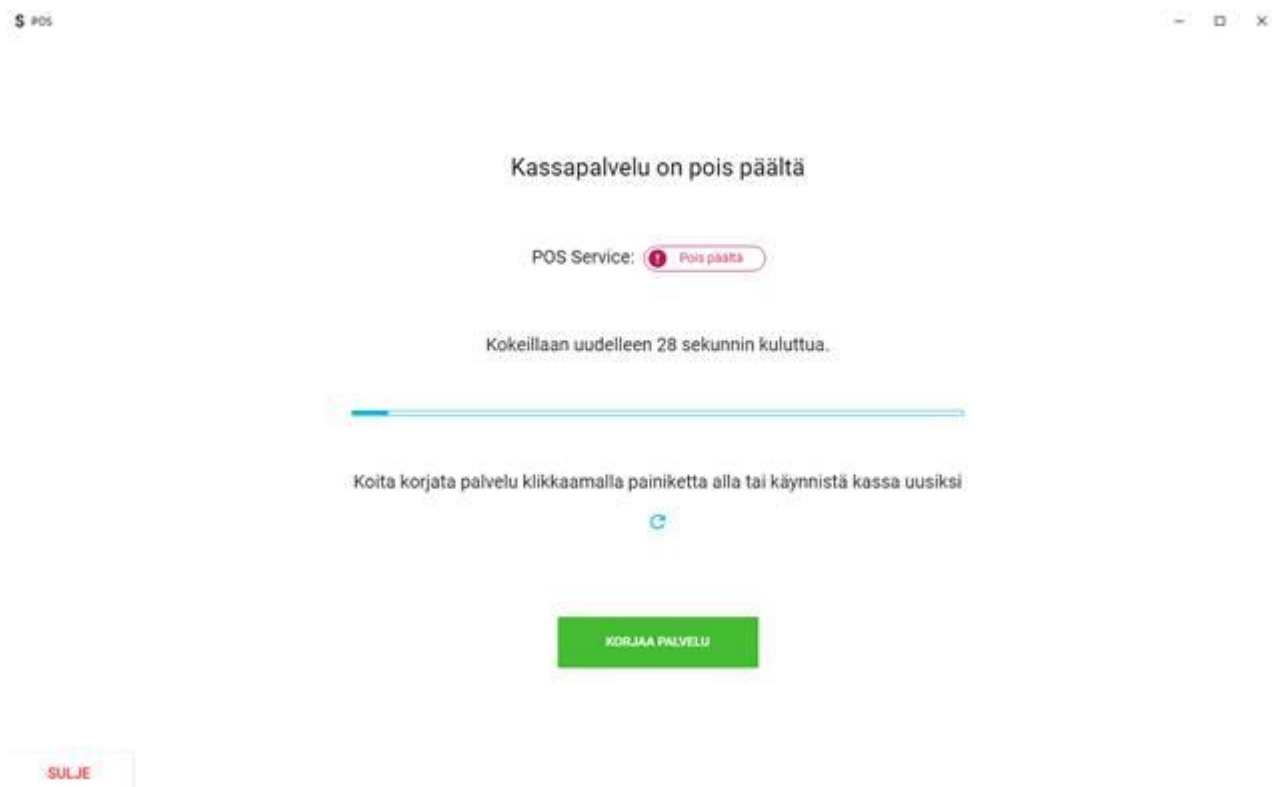 S POS
Kassapalvelu on pois päältä
POS Service: Pois päältä
Kokeillaan uudelleen 28 sekunnin kuluttua.
Koita korjata palvelu klikkaamalla painiketta alla tai käynnistä kassa uusiksi
KORJAA PALVELU
SULJE